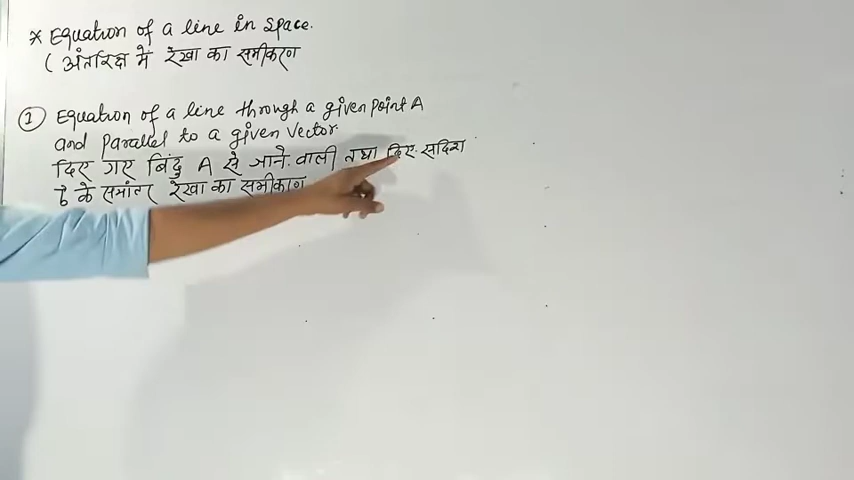 * Equation of a line in space.
( अंतरिक्ष में रेखा का समीकरण
① Equation of a line through a given point A
and parallel to a given vector.
दिए गए बिंदु A से जाने वाली तथा दिए सदिश
b के समांतर रेखा का समीकरण